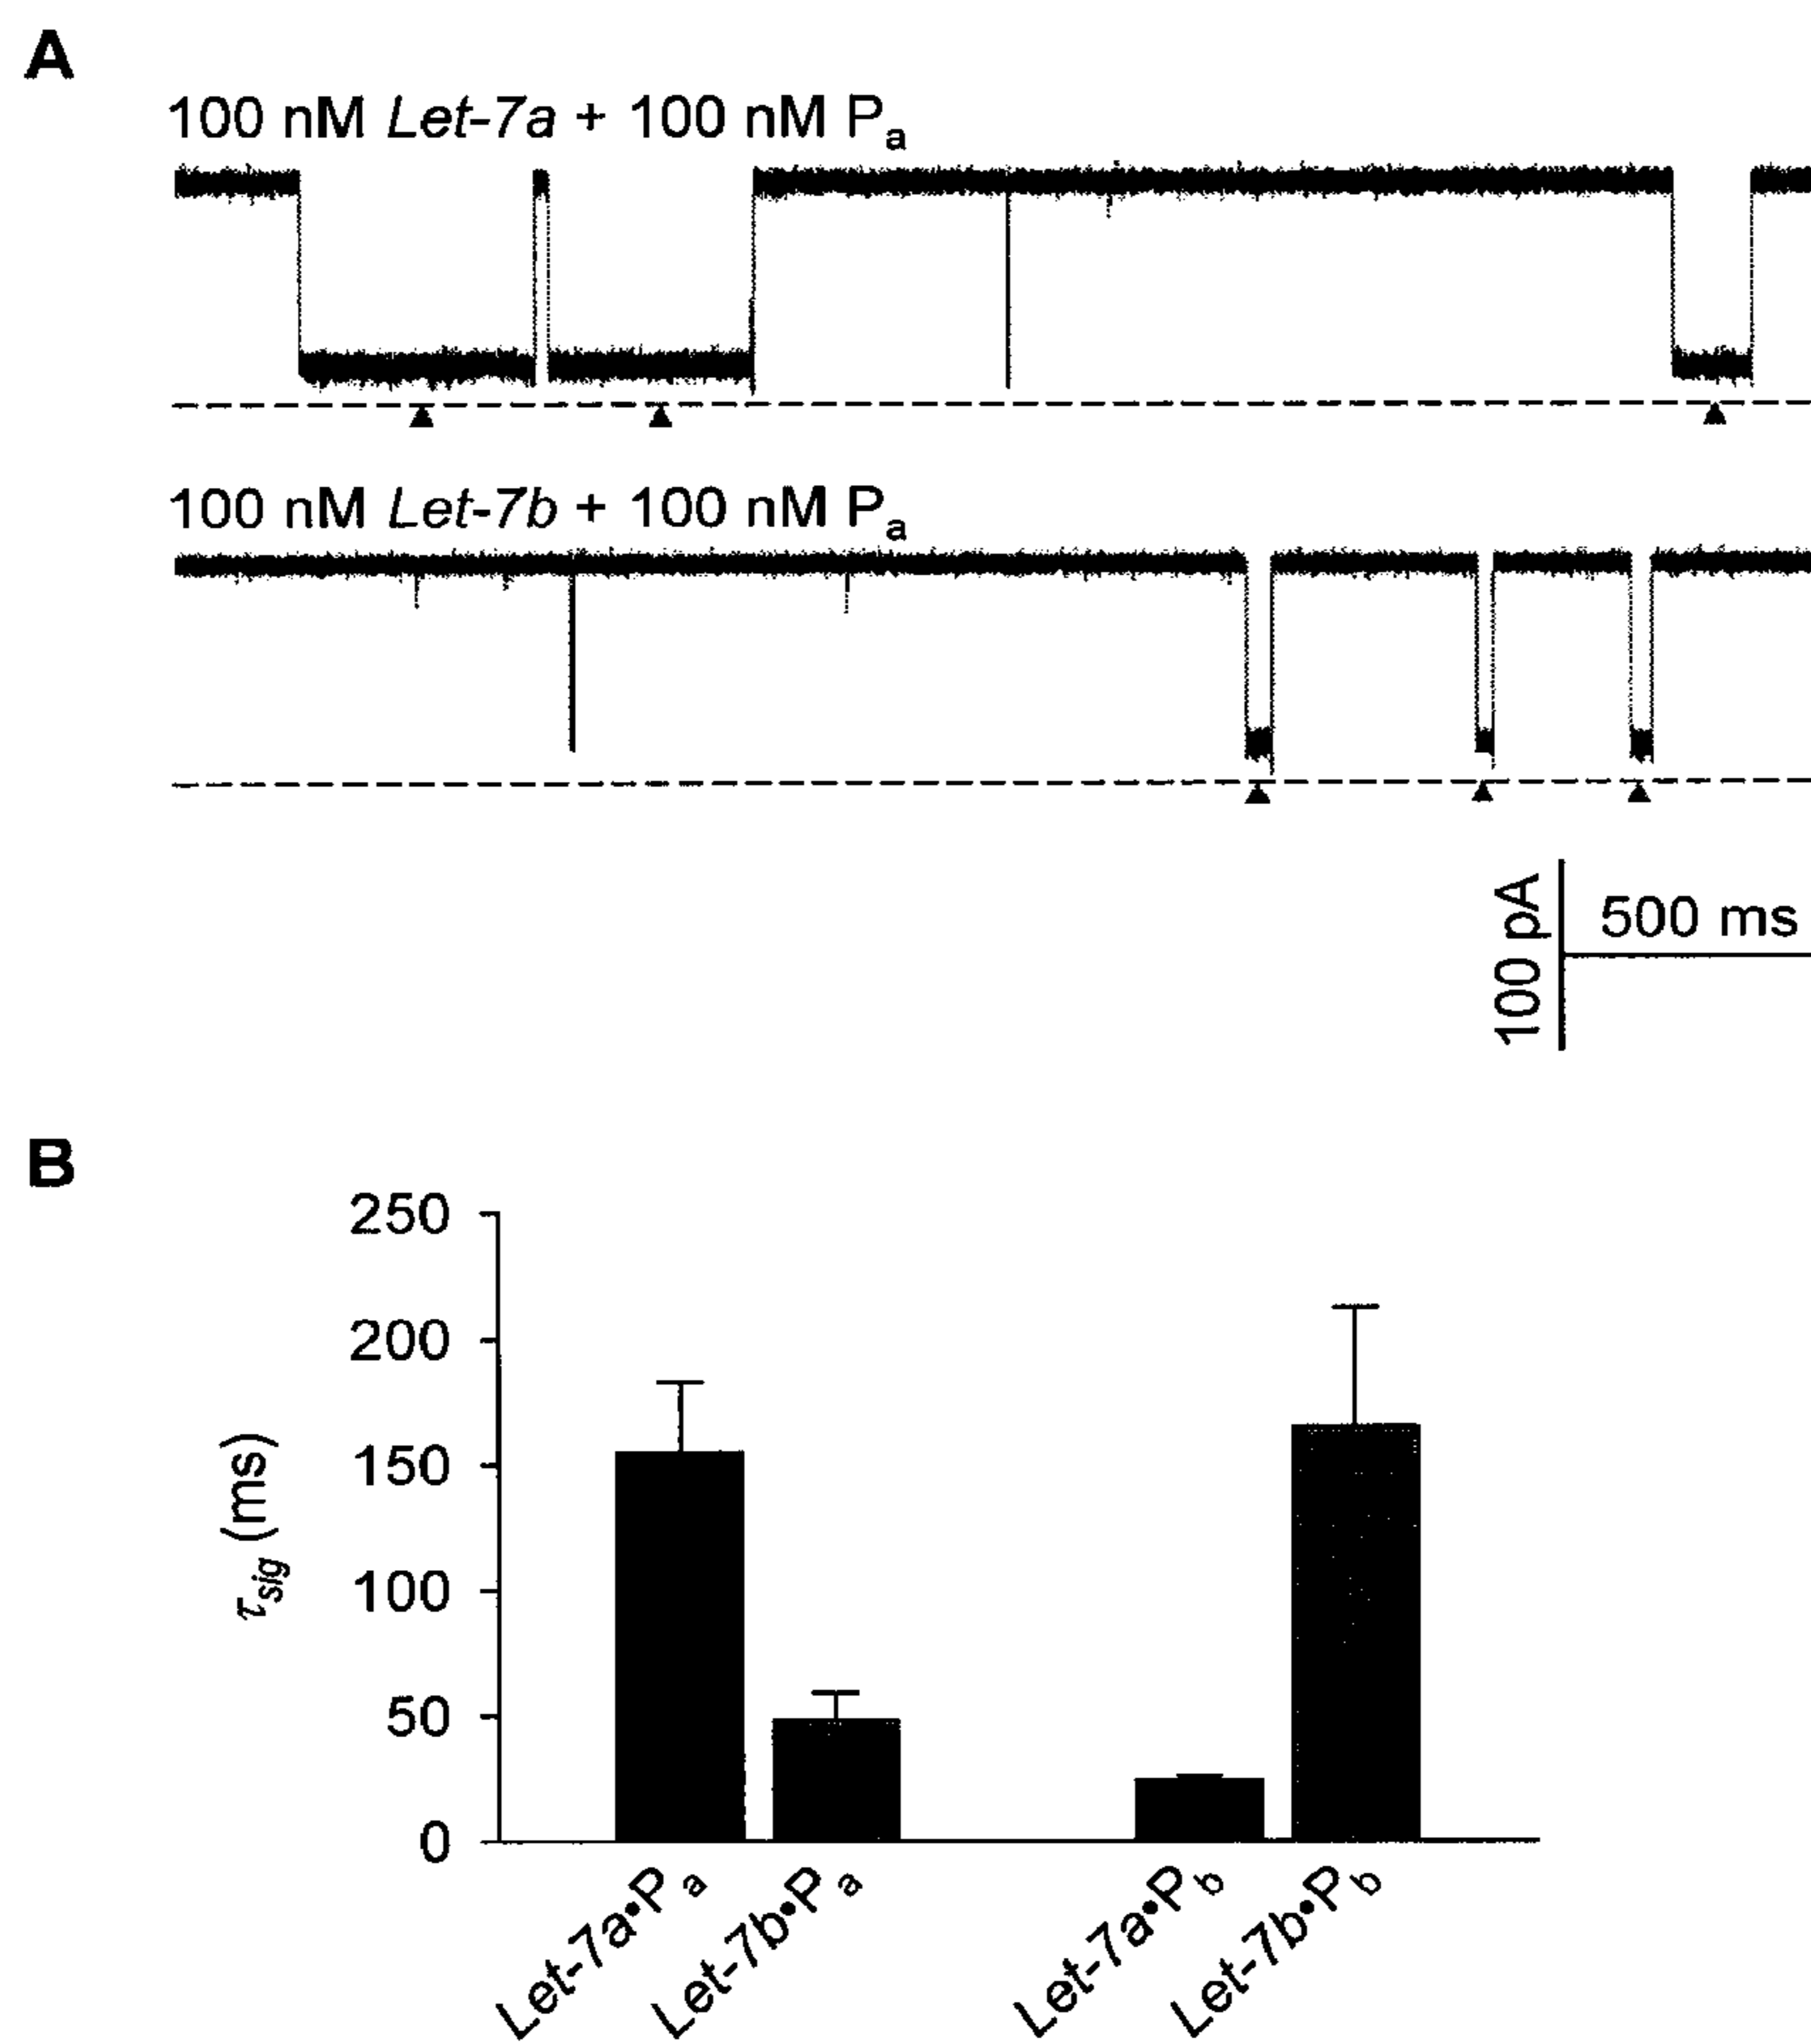 A
100 nM Let-7a + 100 nM Pa
100 nM Let-7b + 100 nM Pa
100 pA
500 ms
B
250
200
150
100
50
0
τsig (ms)
Let-7a•Pa
Let-7b•Pa
Let-7a•Pb
Let-7b•Pb